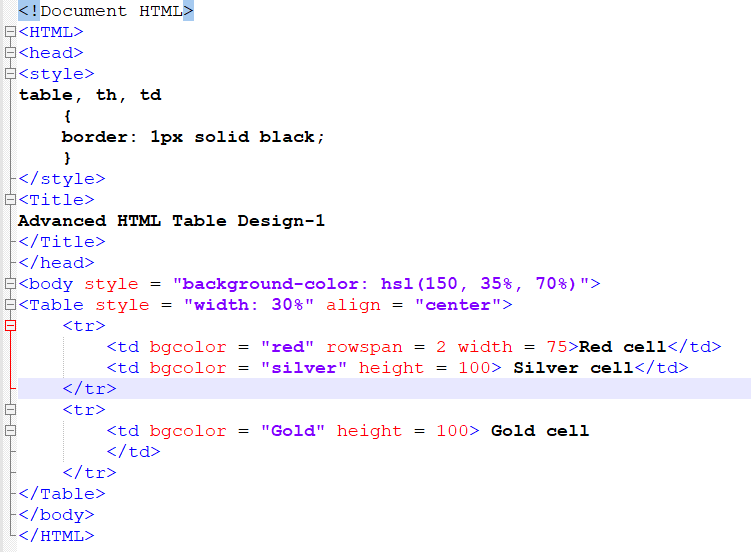 <!Document HTML>
<HTML>
<head>
<style>
table, th, td
    {
    border: 1px solid black;
    }
</style>
<Title>
Advanced HTML Table Design-1
</Title>
</head>
<body style = "background-color: hsl(150, 35%, 70%)">
<Table style = "width: 30%" align = "center">
    <tr>
        <td bgcolor = "red" rowspan = 2 width = 75>Red cell</td>
        <td bgcolor = "silver" height = 100> Silver cell</td>
    </tr>
    <tr>
        <td bgcolor = "Gold" height = 100> Gold cell
        </td>
    </tr>
</Table>
</body>
</HTML>